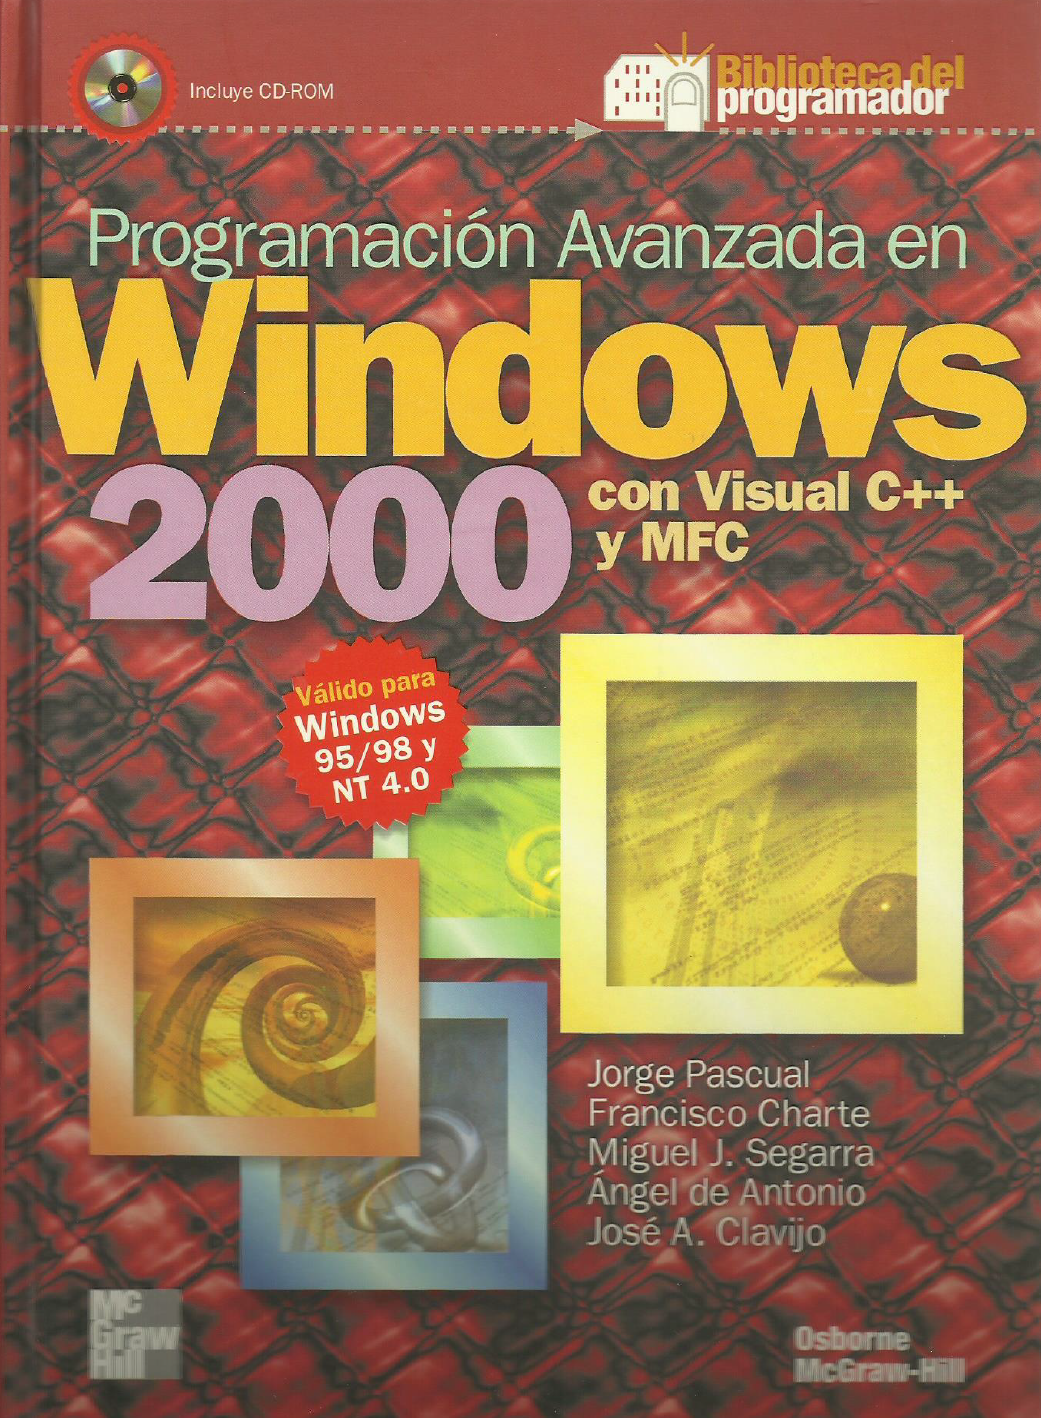 Incluye CD-ROM
Biblioteca del
programador
Programación Avanzada en
Windows
2000
con Visual C++
y MFC
Válido para
Windows
95/98 y
NT 4.0
Jorge Pascual
Francisco Charte
Miguel J. Segarra
Ángel de Antonio
José A. Clavijo
Mc
Graw
Hill
Osborne
McGraw-Hill